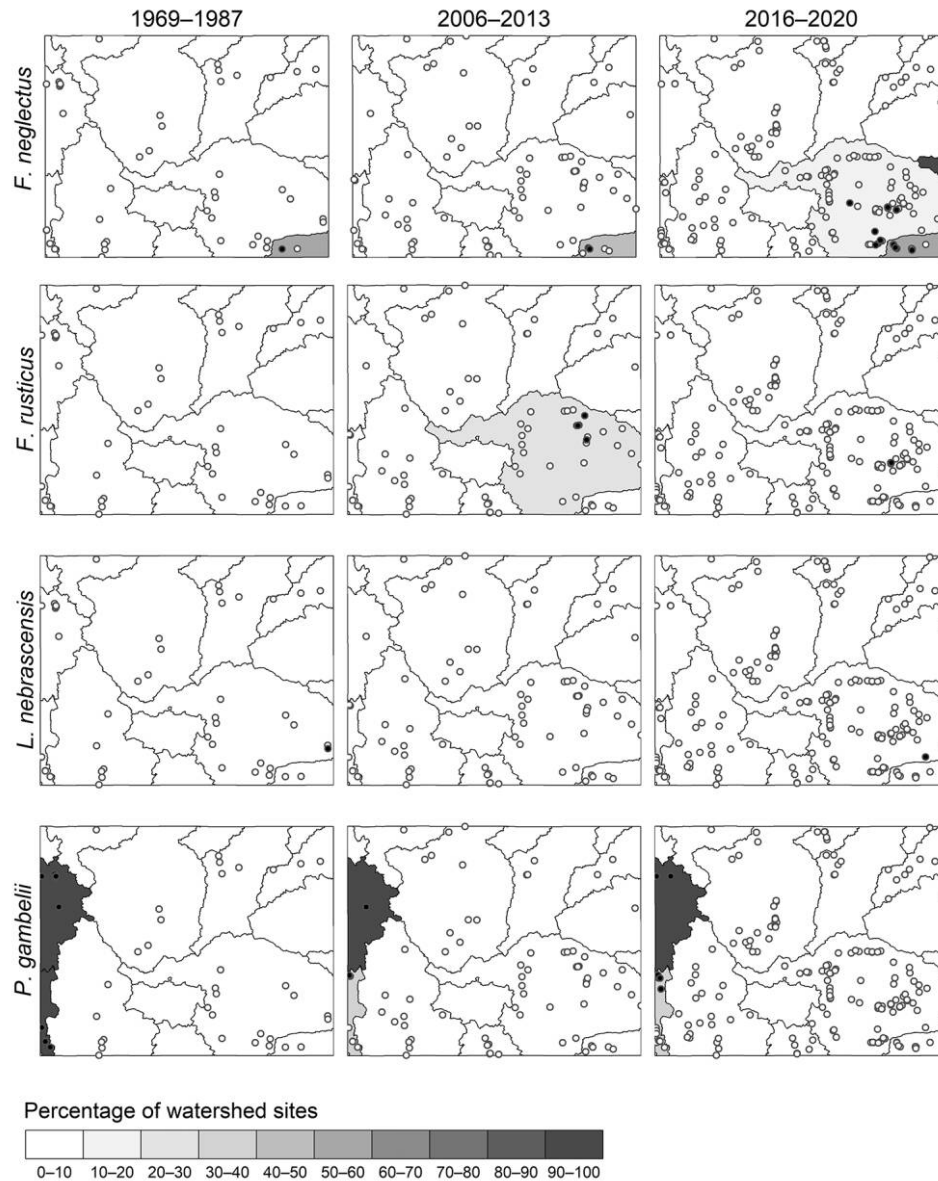 1969–1987 2006–2013 2016–2020
F. neglectus
F. rusticus
L. nebrascensis
P. gambelii
Percentage of watershed sites
0–10 10–20 20–30 30–40 40–50 50–60 60–70 70–80 80–90 90–100